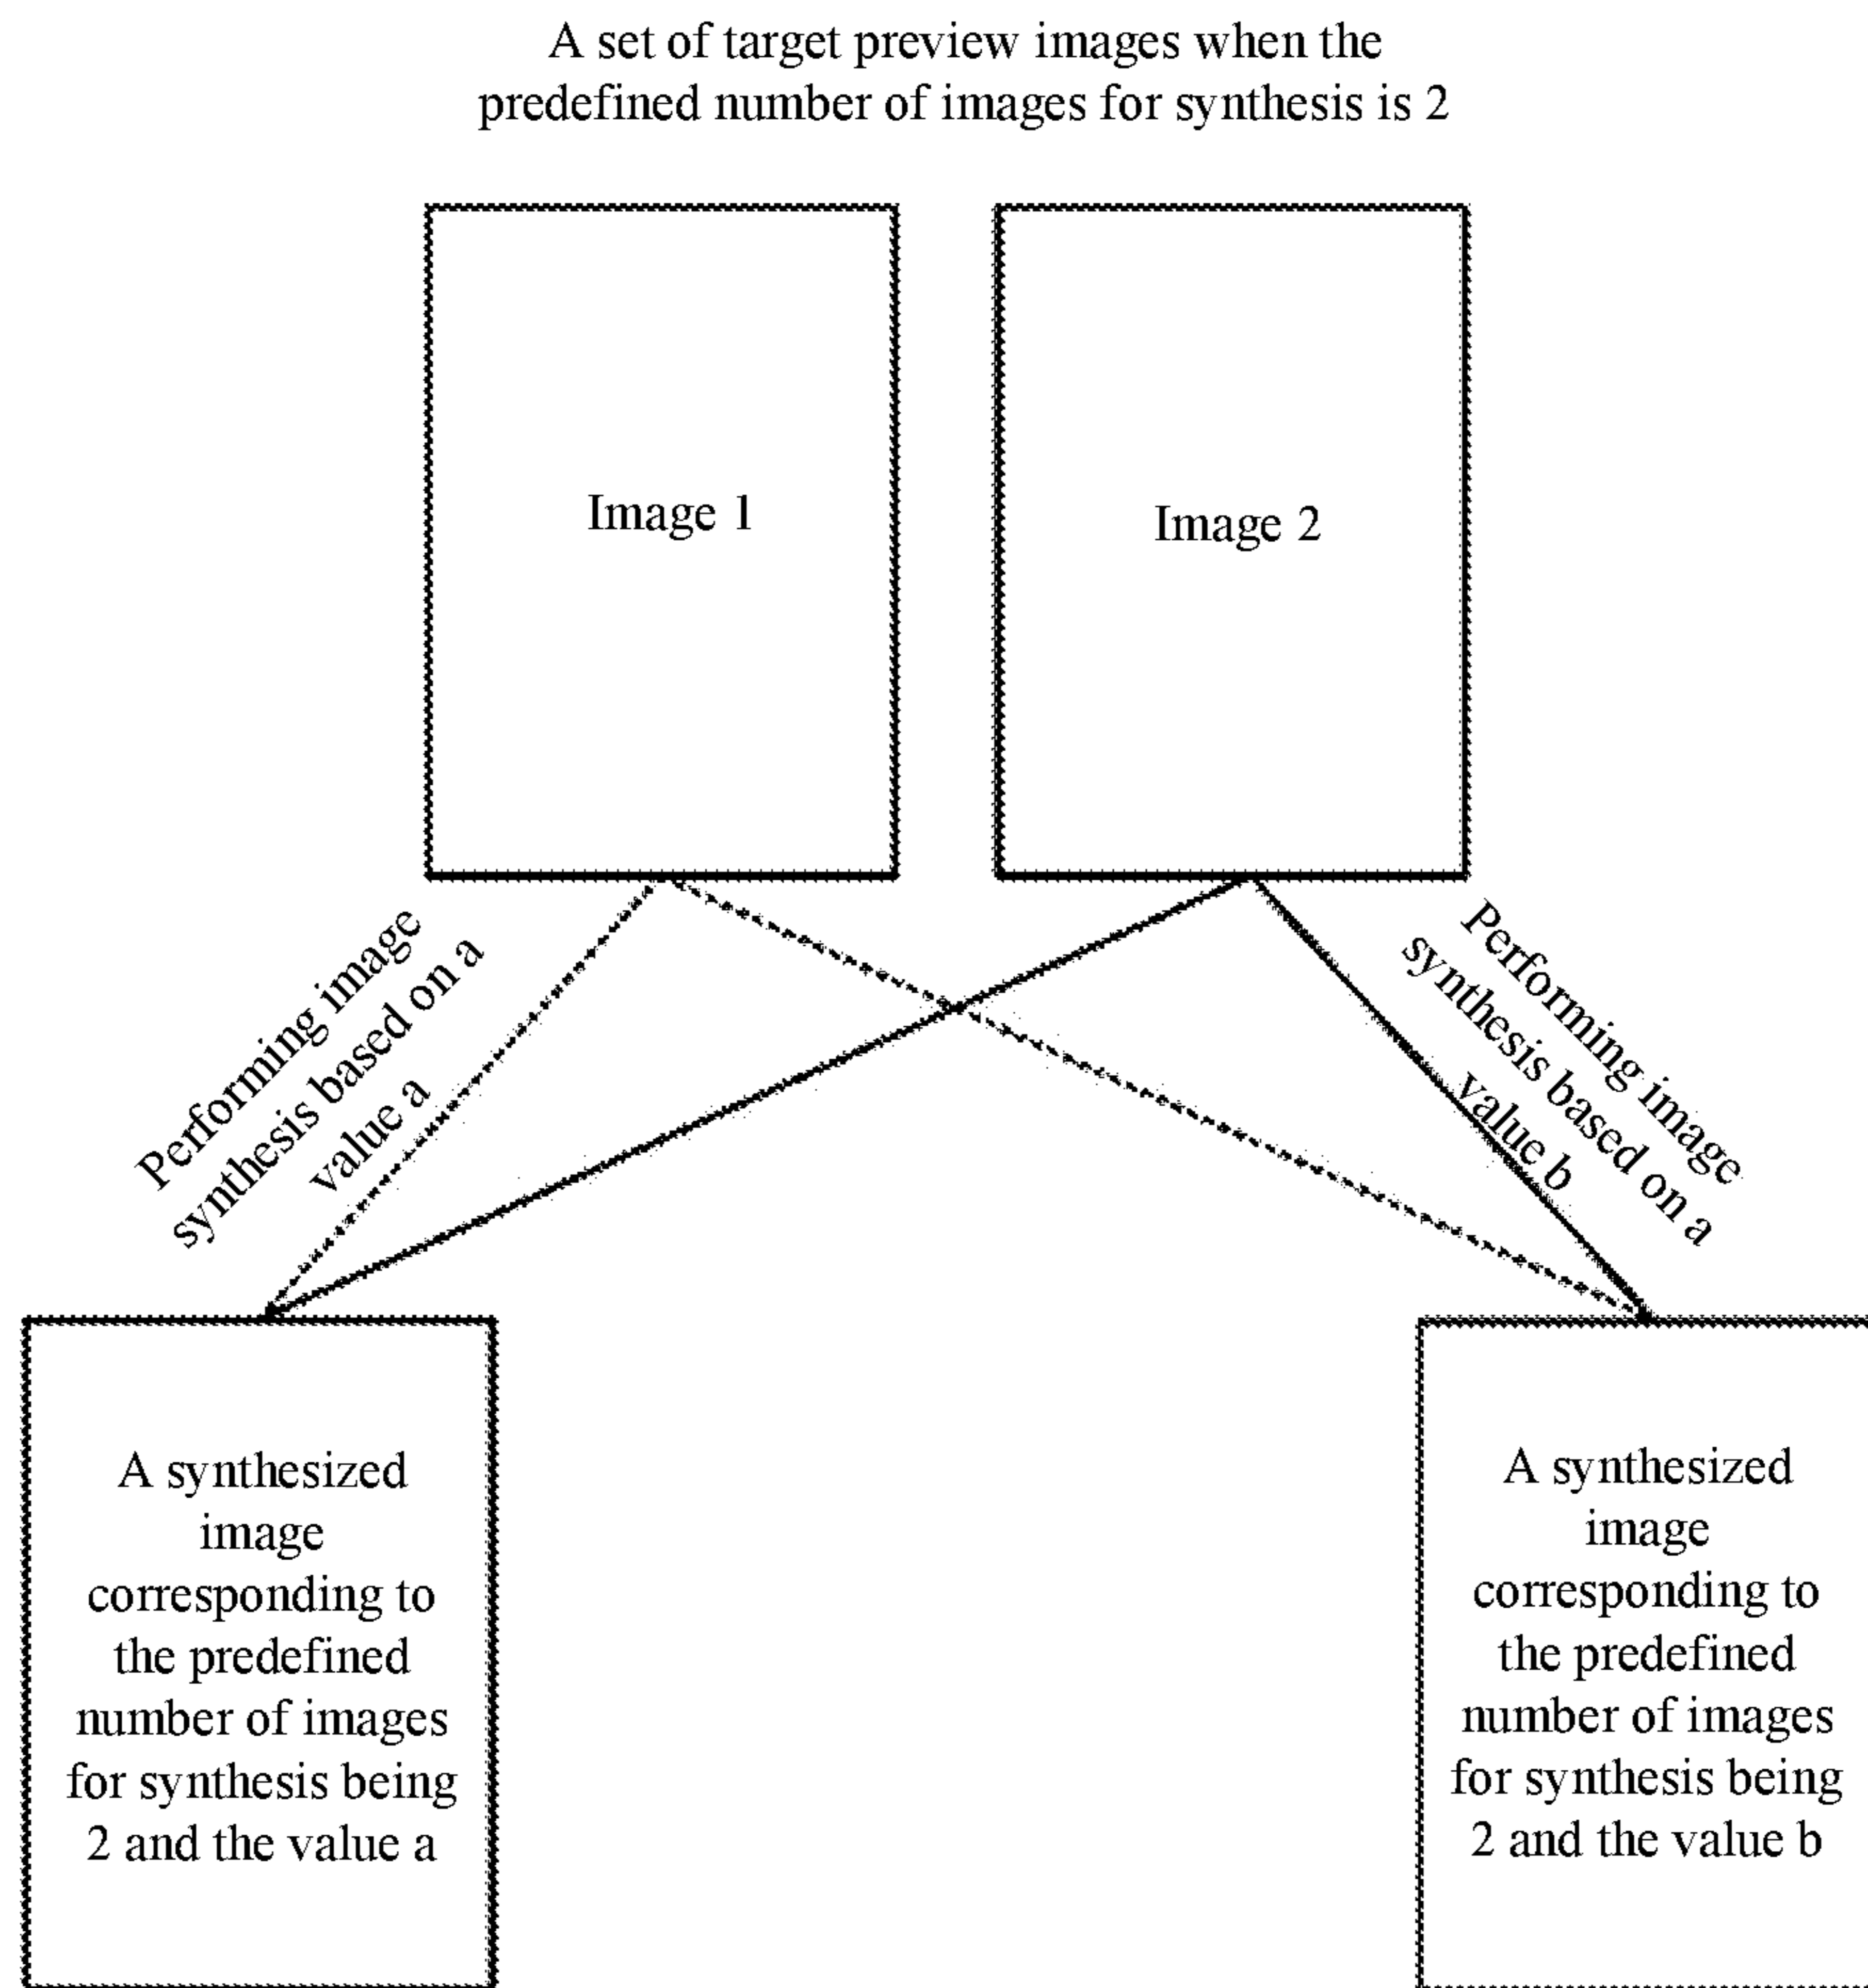 A set of target preview images when the
predefined number of images for synthesis is 2
Image 1
Image 2
Performing image
synthesis based on a
value a
Performing image
synthesis based on a
value b
A synthesized
image
corresponding to
the predefined
number of images
for synthesis being
2 and the value a
A synthesized
image
corresponding to
the predefined
number of images
for synthesis being
2 and the value b